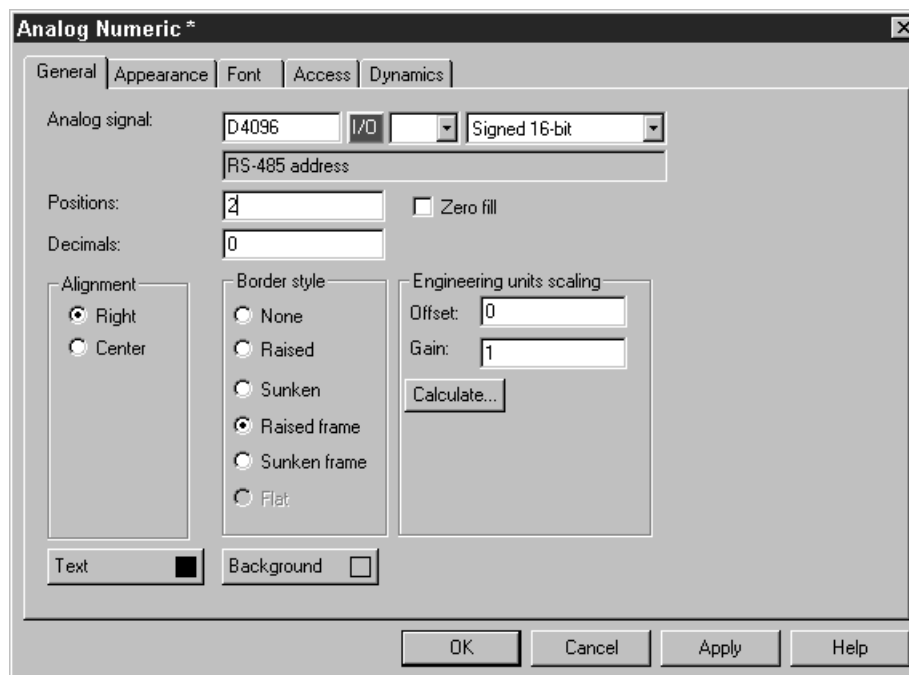 Analog Numeric *
General Appearance Font Access Dynamics
Analog signal: D4096 I/O Signed 16-bit
RS-485 address
Positions: 2 Zero fill
Decimals: 0
Alignment Border style Engineering units scaling
Right None Offset: 0
Center Raised Gain: 1
Sunken Calculate...
Raised frame
Sunken frame
Flat
Text Background
OK Cancel Apply Help